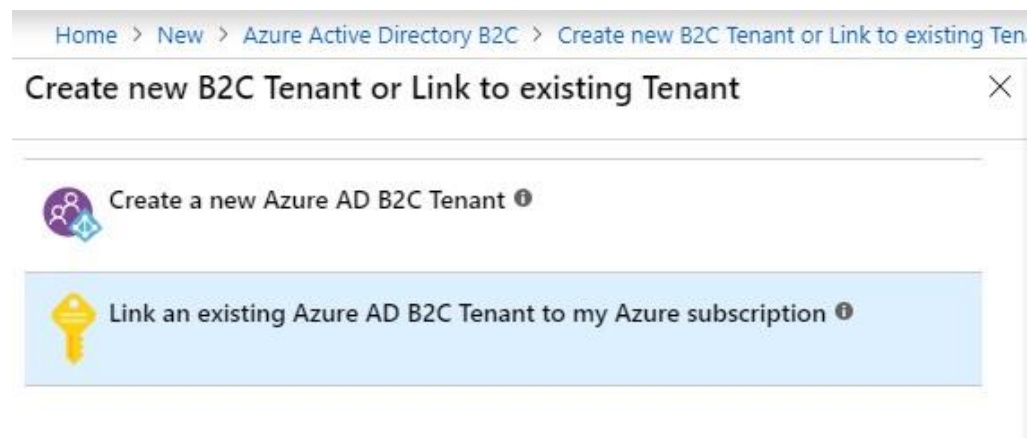 Home > New > Azure Active Directory B2C > Create new B2C Tenant or Link to existing Ten
Create new B2C Tenant or Link to existing Tenant
Create a new Azure AD B2C Tenant
Link an existing Azure AD B2C Tenant to my Azure subscription